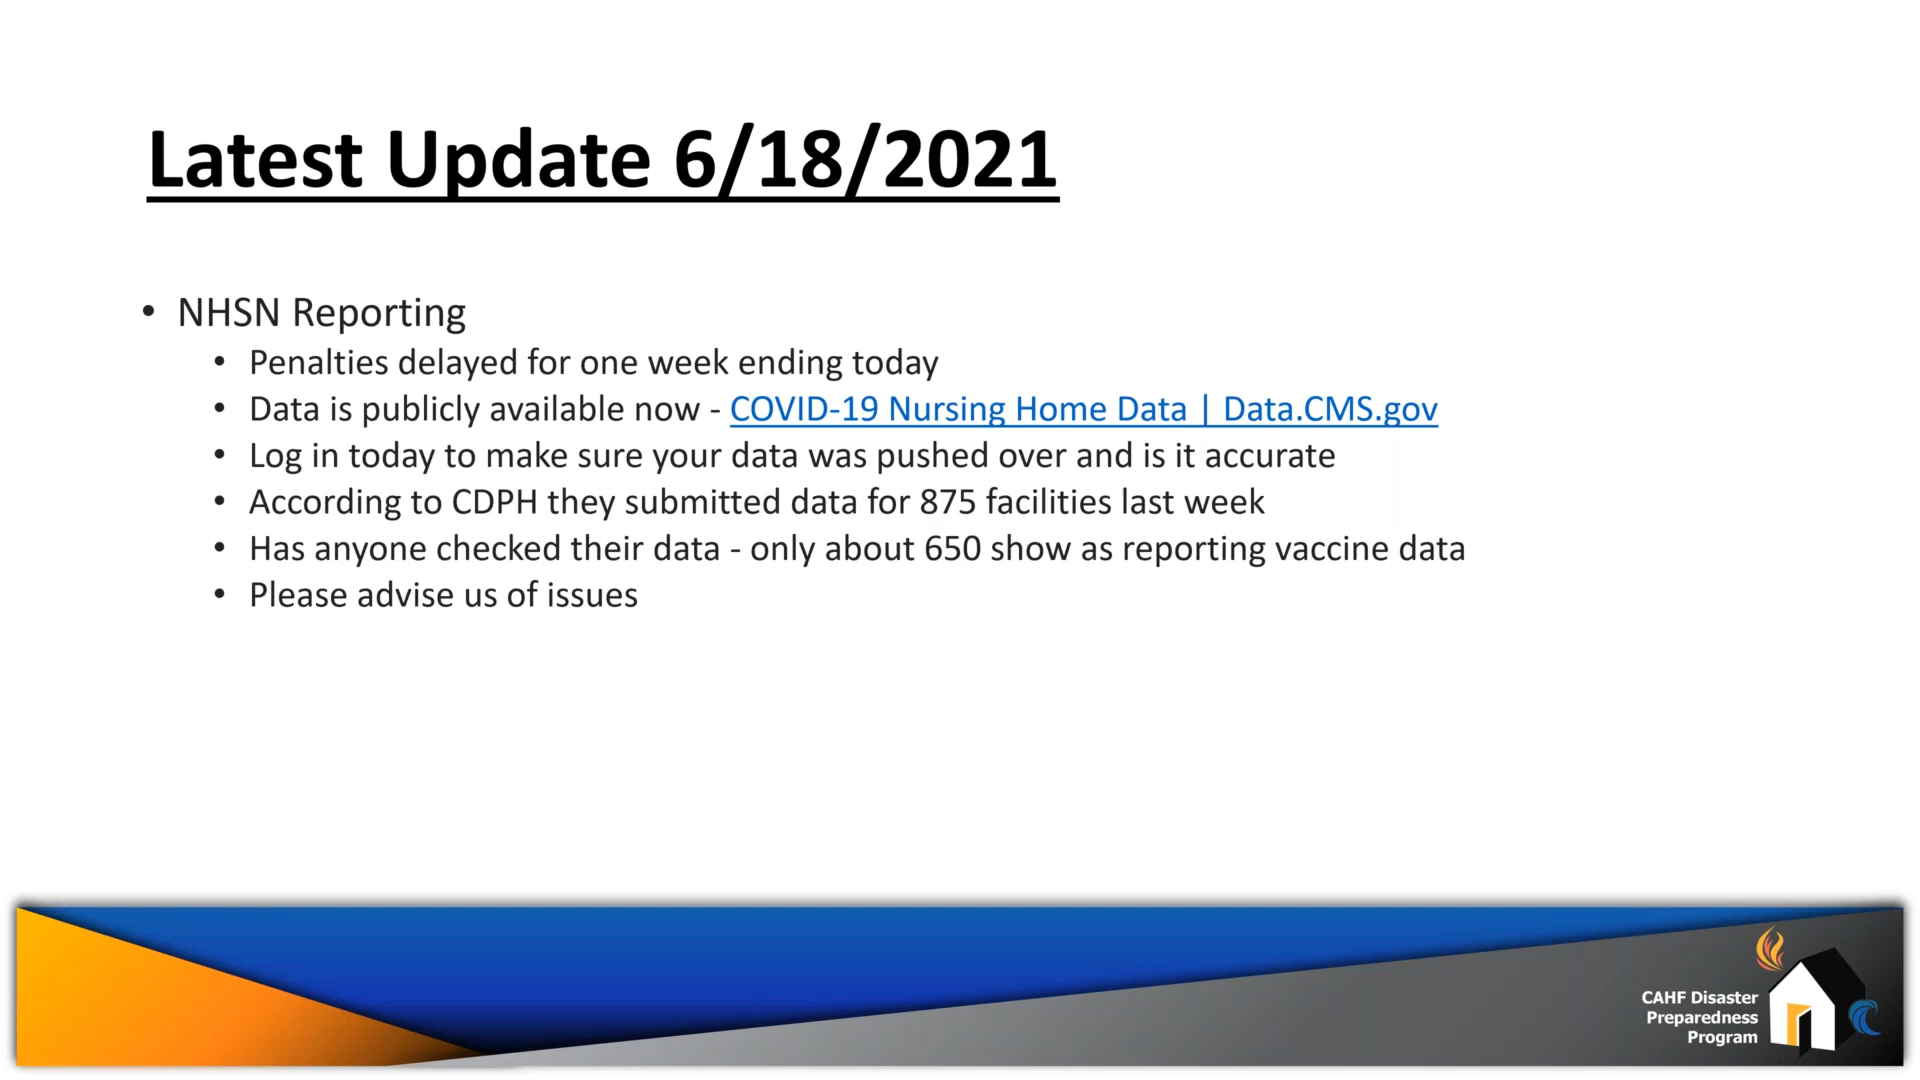 Latest Update 6/18/2021
• NHSN Reporting
• Penalties delayed for one week ending today
• Data is publicly available now - COVID-19 Nursing Home Data | Data.CMS.gov
• Log in today to make sure your data was pushed over and is it accurate
• According to CDPH they submitted data for 875 facilities last week
• Has anyone checked their data - only about 650 show as reporting vaccine data
• Please advise us of issues
CAHF Disaster
Preparedness
Program